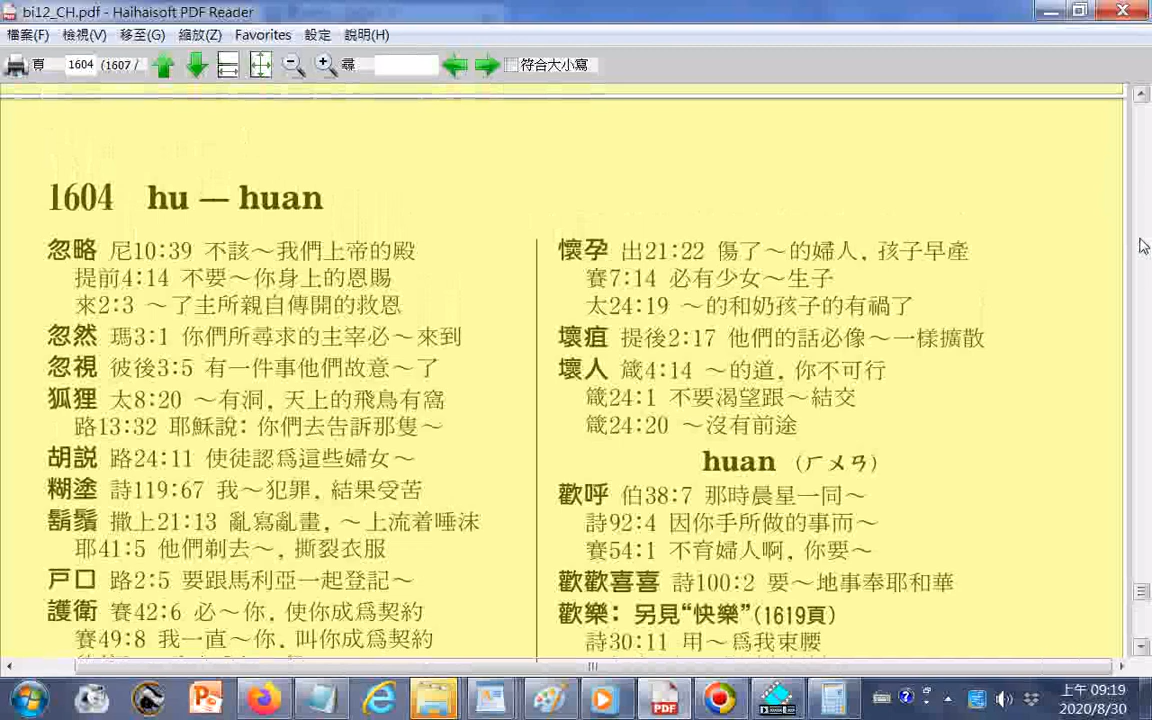 bi12_CH.pdf - Haihaisoft PDF Reader
檔案(F) 檢視(V) 移至(G) 縮放(Z) Favorites 設定 說明(H)
頁 1604 (1607 / 尋 符合大小寫
1604 hu — huan
忽略 尼10:39 不該～我們上帝的殿
提前4:14 不要～你身上的恩賜
來2:3 ～了主所親自傳開的救恩
忽然 瑪3:1 你們所尋求的主宰必～來到
忽視 彼後3:5 有一件事他們故意～了
狐狸 太8:20 ～有洞, 天上的飛鳥有窩
路13:32 耶穌說: 你們去告訴那隻～
胡説 路24:11 使徒認爲這些婦女～
糊塗 詩119:67 我～犯罪, 結果受苦
鬍鬚 撒上21:13 亂寫亂畫, ～上流着唾沫
耶41:5 他們剃去～, 撕裂衣服
戸口 路2:5 要跟馬利亞一起登記～
護衛 賽42:6 必～你, 使你成爲契約
賽49:8 我一直～你, 叫你成爲契約
懷孕 出21:22 傷了～的婦人, 孩子早產
賽7:14 必有少女～生子
太24:19 ～的和奶孩子的有禍了
壞疽 提後2:17 他們的話必像～一樣擴散
壞人 箴4:14 ～的道, 你不可行
箴24:1 不要渴望跟～結交
箴24:20 ～沒有前途
huan (ㄏㄨㄢ)
歡呼 伯38:7 那時晨星一同～
詩92:4 因你手所做的事而～
賽54:1 不育婦人啊, 你要～
歡歡喜喜 詩100:2 要～地事奉耶和華
歡樂: 另見“快樂”(1619頁)
詩30:11 用～爲我束腰
上午 09:19
2020/8/30